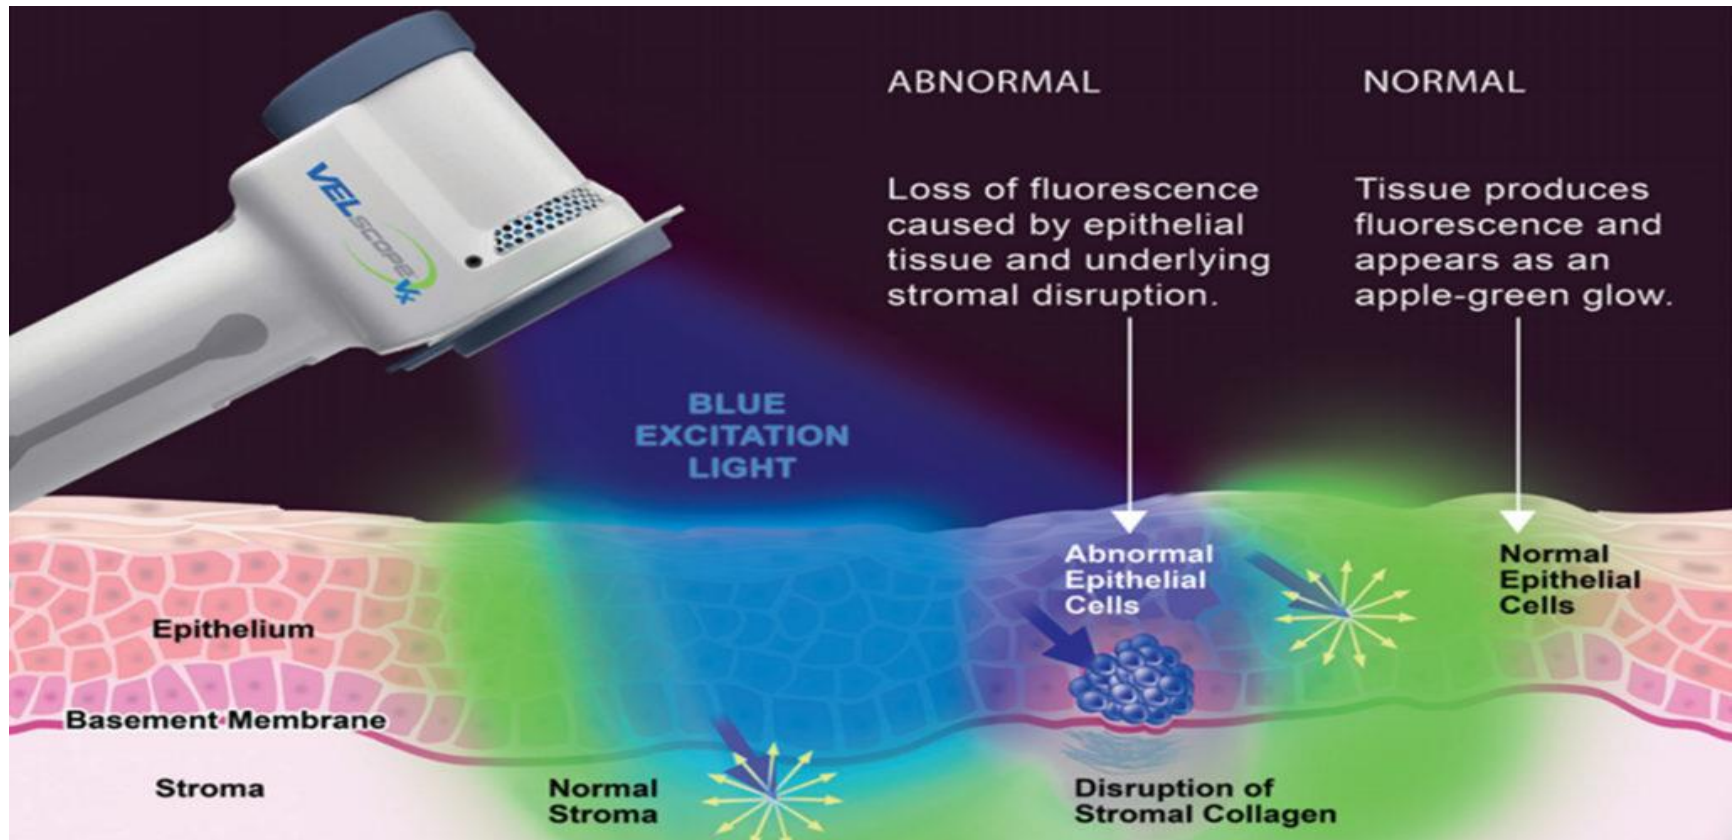 VELscope Vx
ABNORMAL
NORMAL
Loss of fluorescence
caused by epithelial
tissue and underlying
stromal disruption.
Tissue produces
fluorescence and
appears as an
apple-green glow.
BLUE
EXCITATION
LIGHT
Abnormal
Epithelial
Cells
Normal
Epithelial
Cells
Epithelium
Basement Membrane
Stroma
Normal
Stroma
Disruption of
Stromal Collagen